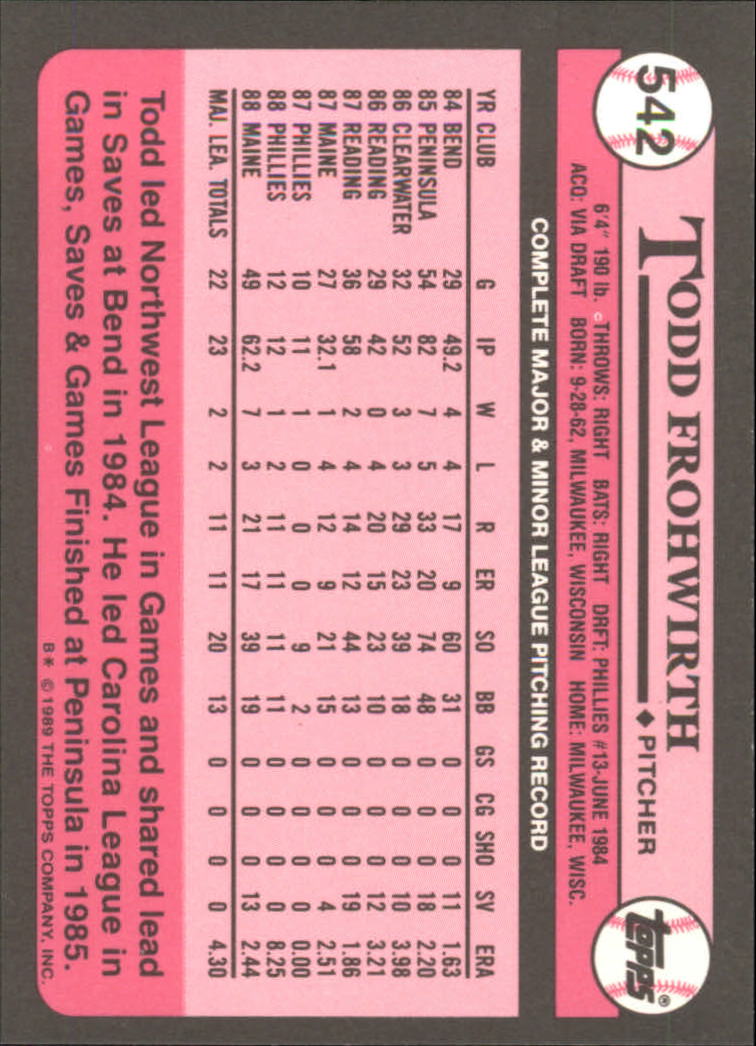 542
TODD FROHWIRTH
♦ PITCHER
topps®
6'4" 190 lb. THROWS: RIGHT BATS: RIGHT DRFT: PHILLIES #13-JUNE 1984
ACQ: VIA DRAFT BORN: 9-28-62, MILWAUKEE, WISCONSIN HOME: MILWAUKEE, WISC.
COMPLETE MAJOR & MINOR LEAGUE PITCHING RECORD
YR CLUB G IP W L R ER SO BB GS CG SHO SV ERA
84 BEND 29 49.2 4 4 17 9 60 31 0 0 0 11 1.63
85 PENINSULA 54 82 7 5 33 20 74 48 0 0 0 18 2.20
86 CLEARWATER 32 52 3 3 29 23 39 18 0 0 0 10 3.98
86 READING 29 42 0 4 20 15 23 10 0 0 0 12 3.21
87 READING 36 58 2 4 14 12 44 13 0 0 0 19 1.86
87 MAINE 27 32.1 1 4 12 9 21 15 0 0 0 4 2.51
87 PHILLIES 10 11 1 0 0 0 9 2 0 0 0 0 0.00
88 PHILLIES 12 12 1 2 11 11 11 11 0 0 0 0 8.25
88 MAINE 49 62.2 7 3 21 17 39 19 0 0 0 13 2.44
MAJ. LEA. TOTALS 22 23 2 2 11 11 20 13 0 0 0 0 4.30
Todd led Northwest League in Games and shared lead
in Saves at Bend in 1984. He led Carolina League in
Games, Saves & Games Finished at Peninsula in 1985.
B* © 1989 THE TOPPS COMPANY, INC.